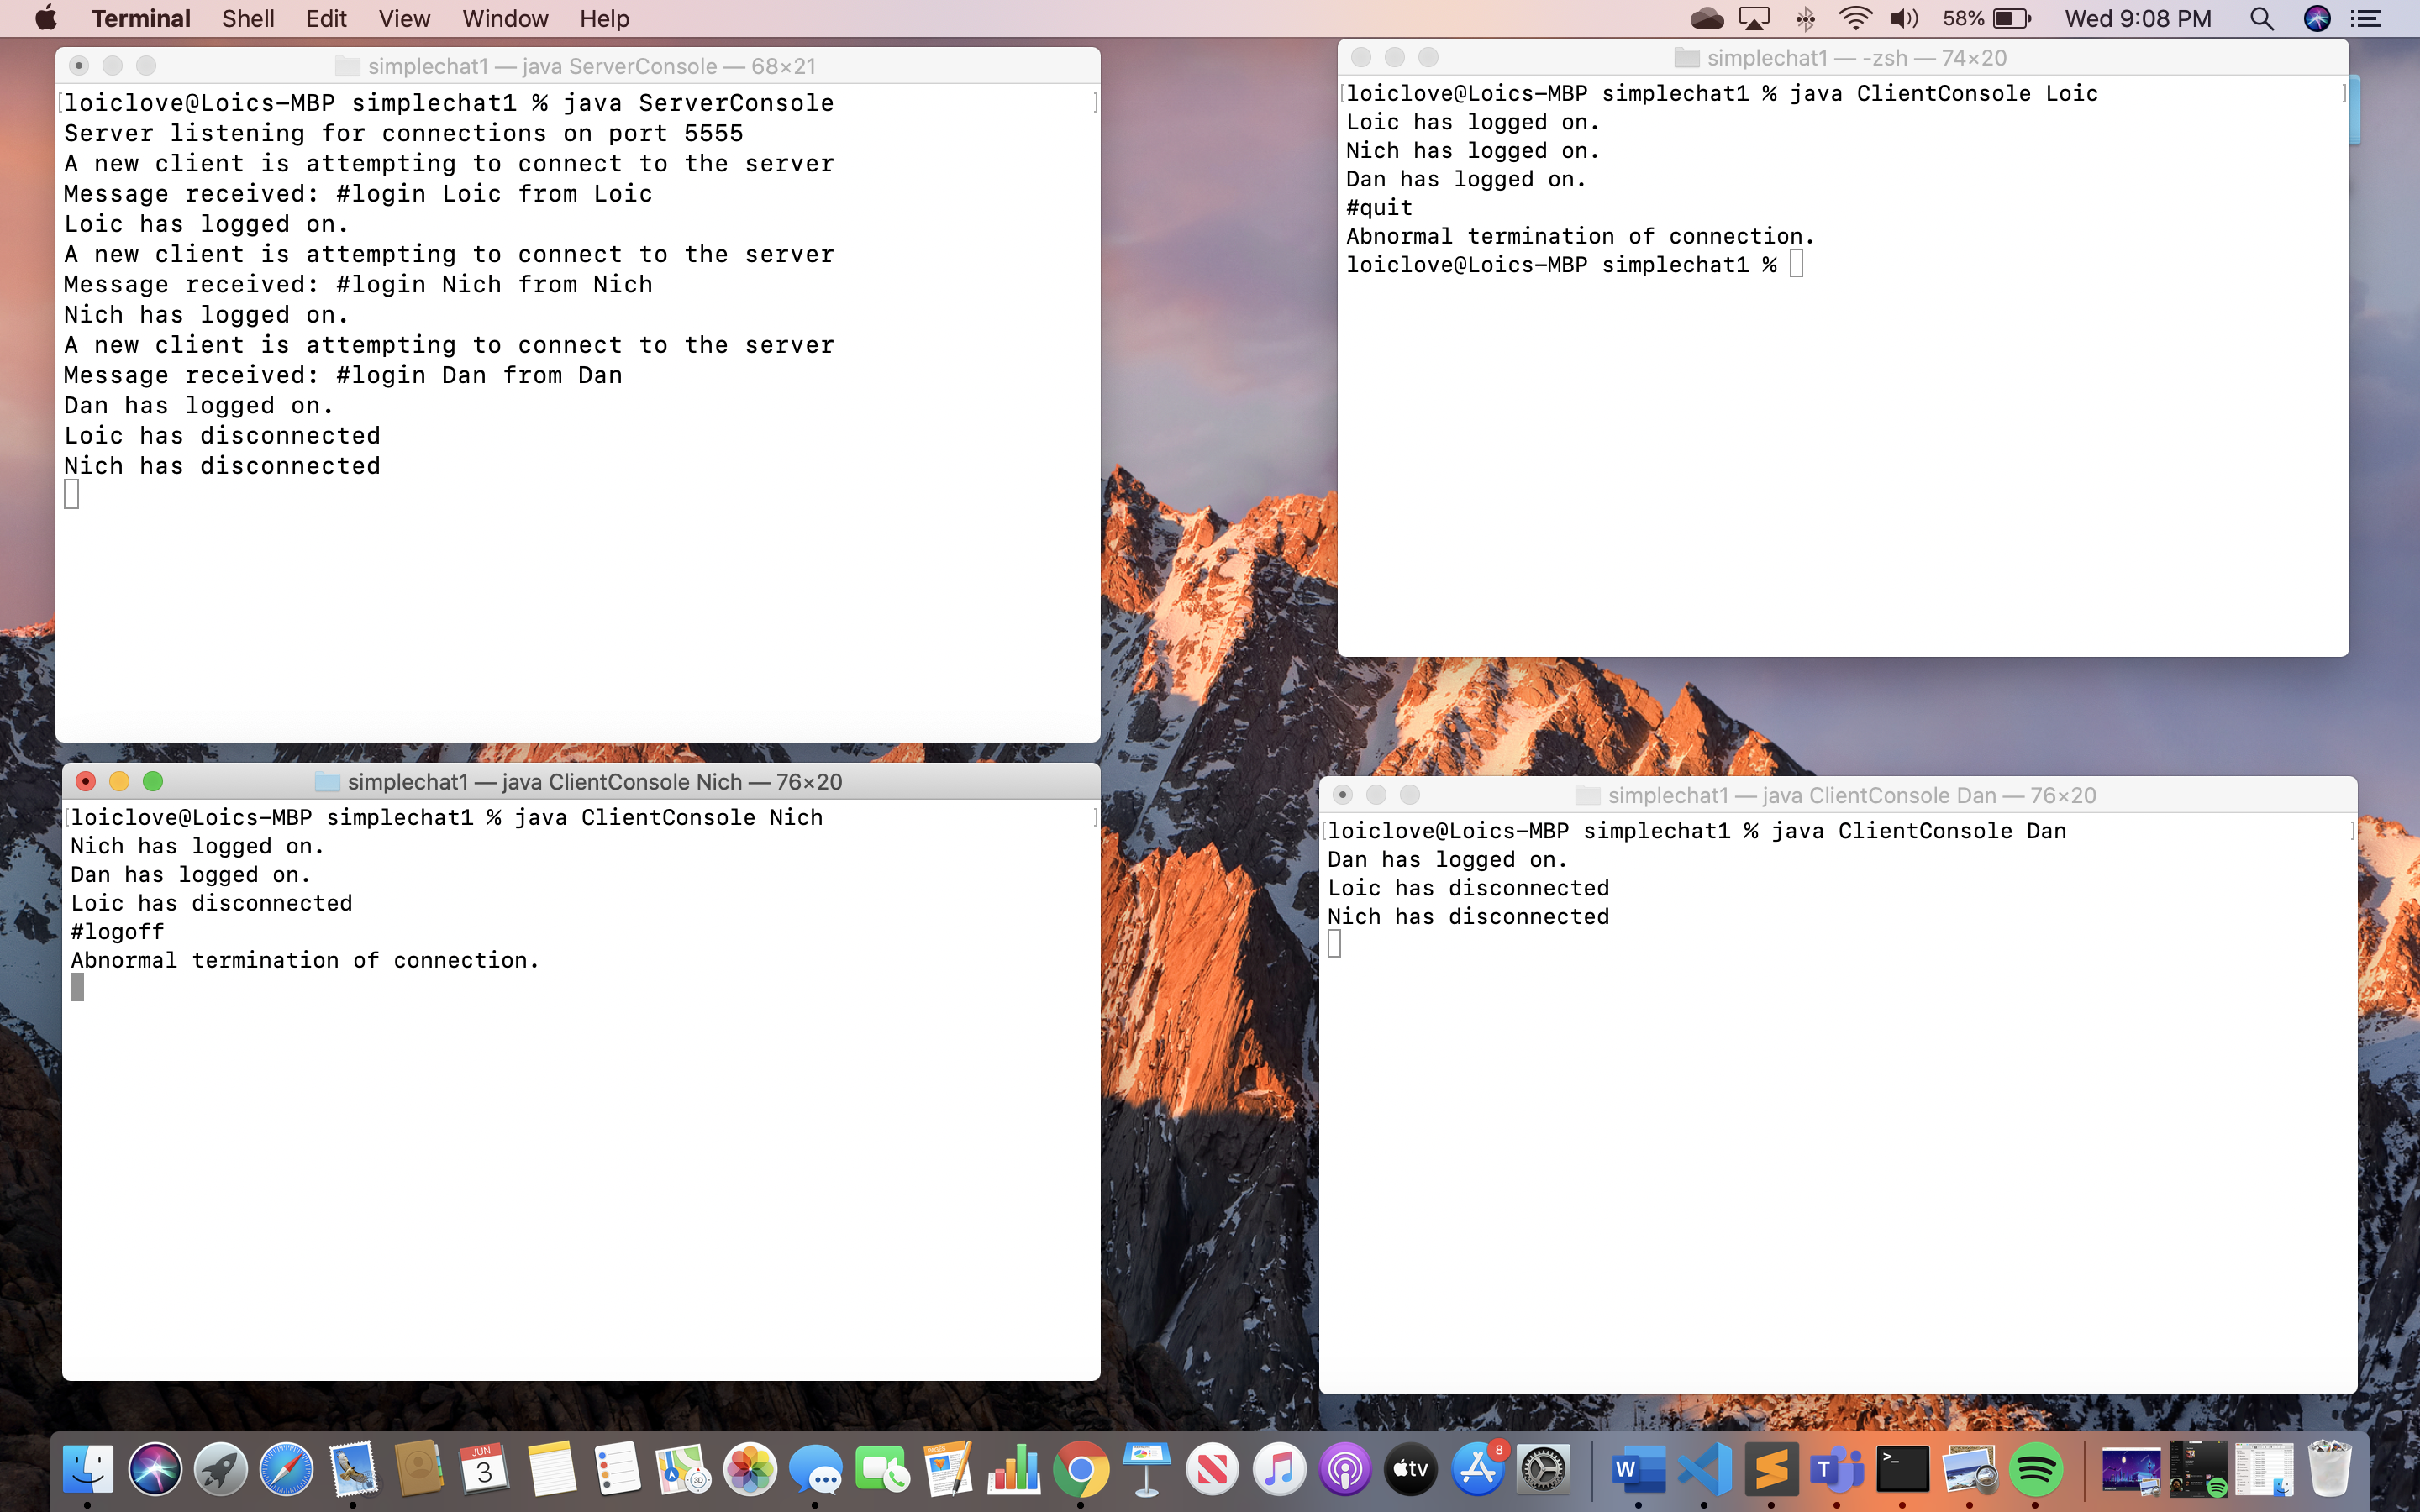 Terminal Shell Edit View Window Help
58% Wed 9:08 PM
simplechat1 — java ServerConsole — 68×21
loiclove@Loics-MBP simplechat1 % java ServerConsole
Server listening for connections on port 5555
A new client is attempting to connect to the server
Message received: #login Loic from Loic
Loic has logged on.
A new client is attempting to connect to the server
Message received: #login Nich from Nich
Nich has logged on.
A new client is attempting to connect to the server
Message received: #login Dan from Dan
Dan has logged on.
Loic has disconnected
Nich has disconnected
simplechat1 — -zsh — 74×20
loiclove@Loics-MBP simplechat1 % java ClientConsole Loic
Loic has logged on.
Nich has logged on.
Dan has logged on.
#quit
Abnormal termination of connection.
loiclove@Loics-MBP simplechat1 %
simplechat1 — java ClientConsole Nich — 76×20
loiclove@Loics-MBP simplechat1 % java ClientConsole Nich
Nich has logged on.
Dan has logged on.
Loic has disconnected
#logoff
Abnormal termination of connection.
simplechat1 — java ClientConsole Dan — 76×20
loiclove@Loics-MBP simplechat1 % java ClientConsole Dan
Dan has logged on.
Loic has disconnected
Nich has disconnected
JUN
3
3D
PAGES
tv
8
W
T
>_